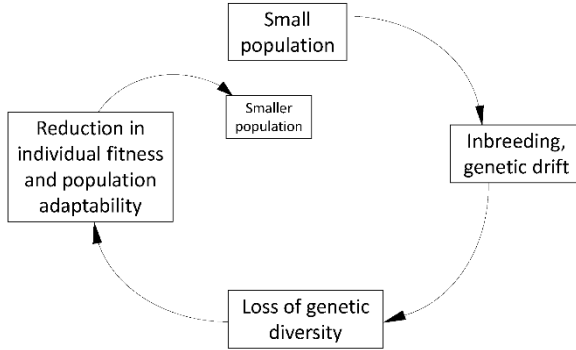 Small
population
Inbreeding,
genetic drift
Loss of genetic
diversity
Reduction in
individual fitness
and population
adaptability
Smaller
population